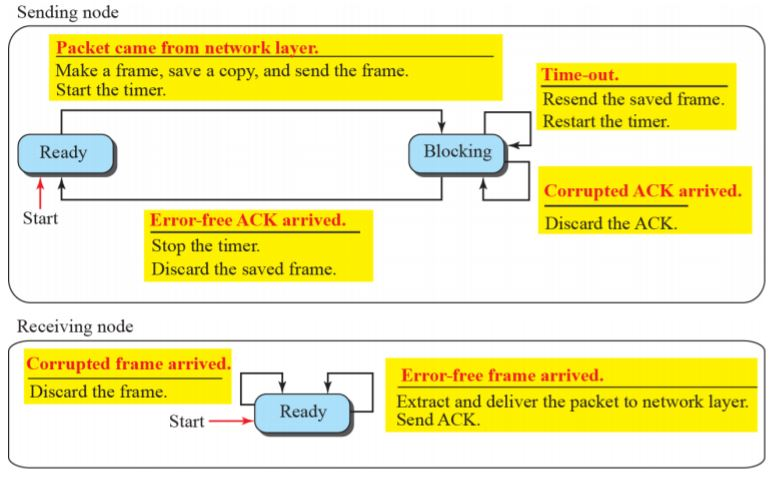 Sending node
Packet came from network layer.
Make a frame, save a copy, and send the frame.
Start the timer.
Time-out.
Resend the saved frame.
Restart the timer.
Ready
Blocking
Corrupted ACK arrived.
Discard the ACK.
Start
Error-free ACK arrived.
Stop the timer.
Discard the saved frame.
Receiving node
Corrupted frame arrived.
Discard the frame.
Error-free frame arrived.
Extract and deliver the packet to network layer.
Send ACK.
Ready
Start